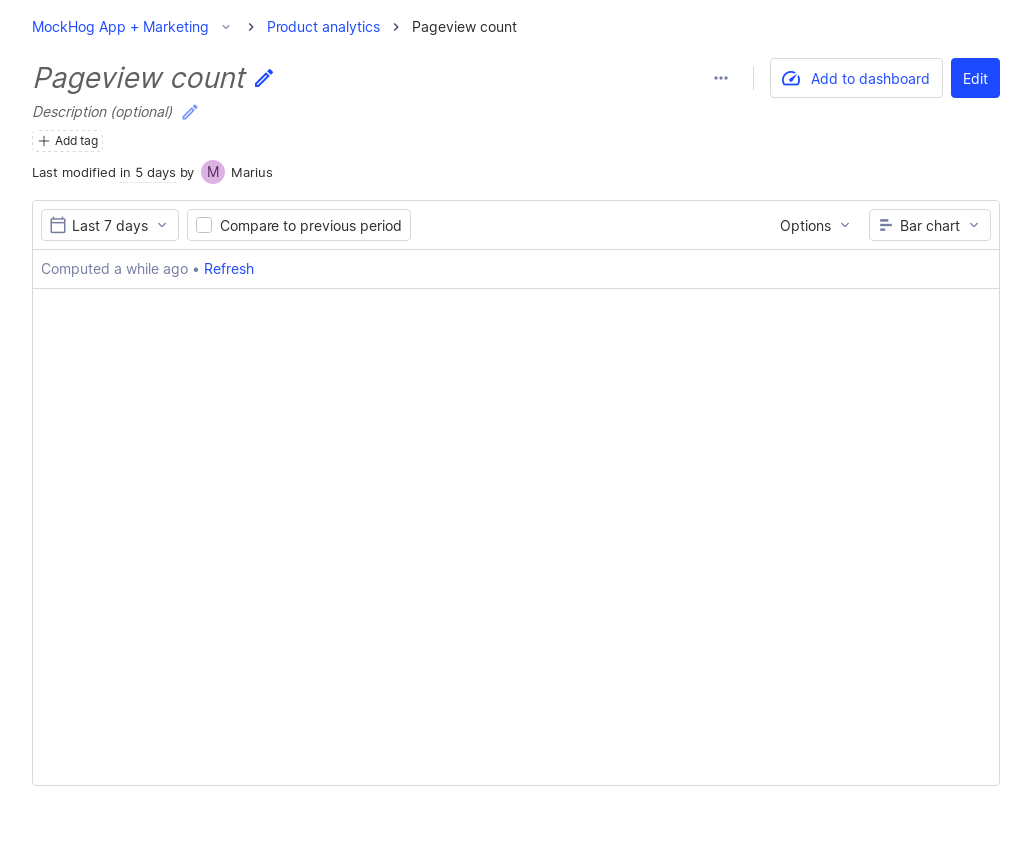 MockHog App + Marketing > Product analytics > Pageview count
Pageview count
Add to dashboard
Edit
Description (optional)
Add tag
Last modified in 5 days by M Marius
Last 7 days
Compare to previous period
Options
Bar chart
Computed a while ago • Refresh